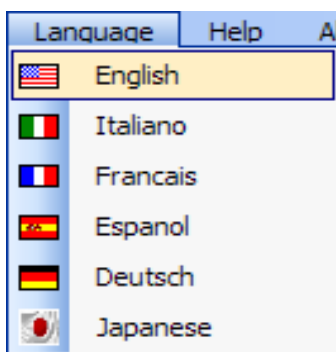 Language Help A
English
Italiano
Francais
Espanol
Deutsch
Japanese